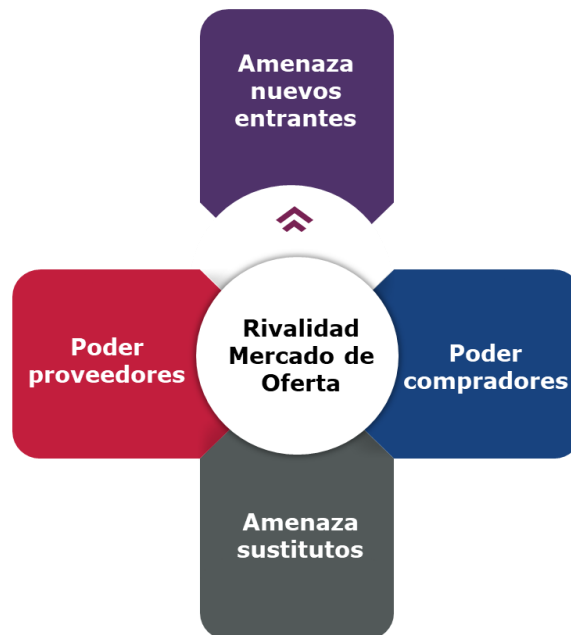 Amenaza
nuevos
entrantes
Poder
proveedores
Rivalidad
Mercado de
Oferta
Poder
compradores
Amenaza
sustitutos